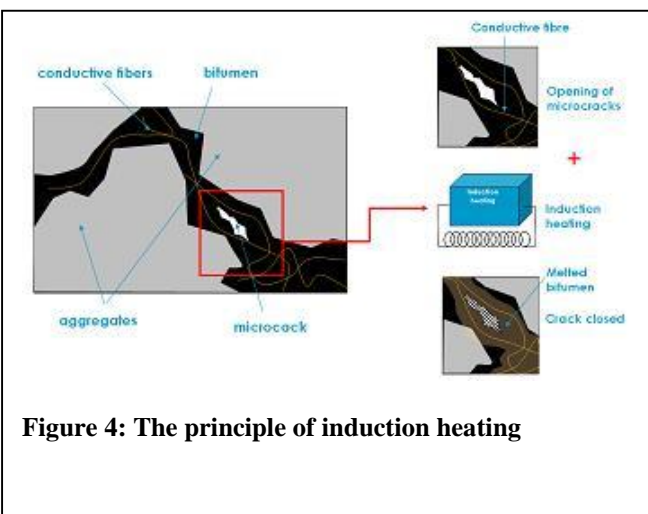 conductive fibers
bitumen
aggregates
microcack
Conductive fibre
Opening of
microcracks
+
Induction
heating
Induction
heating
Melted
bitumen
Crack closed
Figure 4: The principle of induction heating